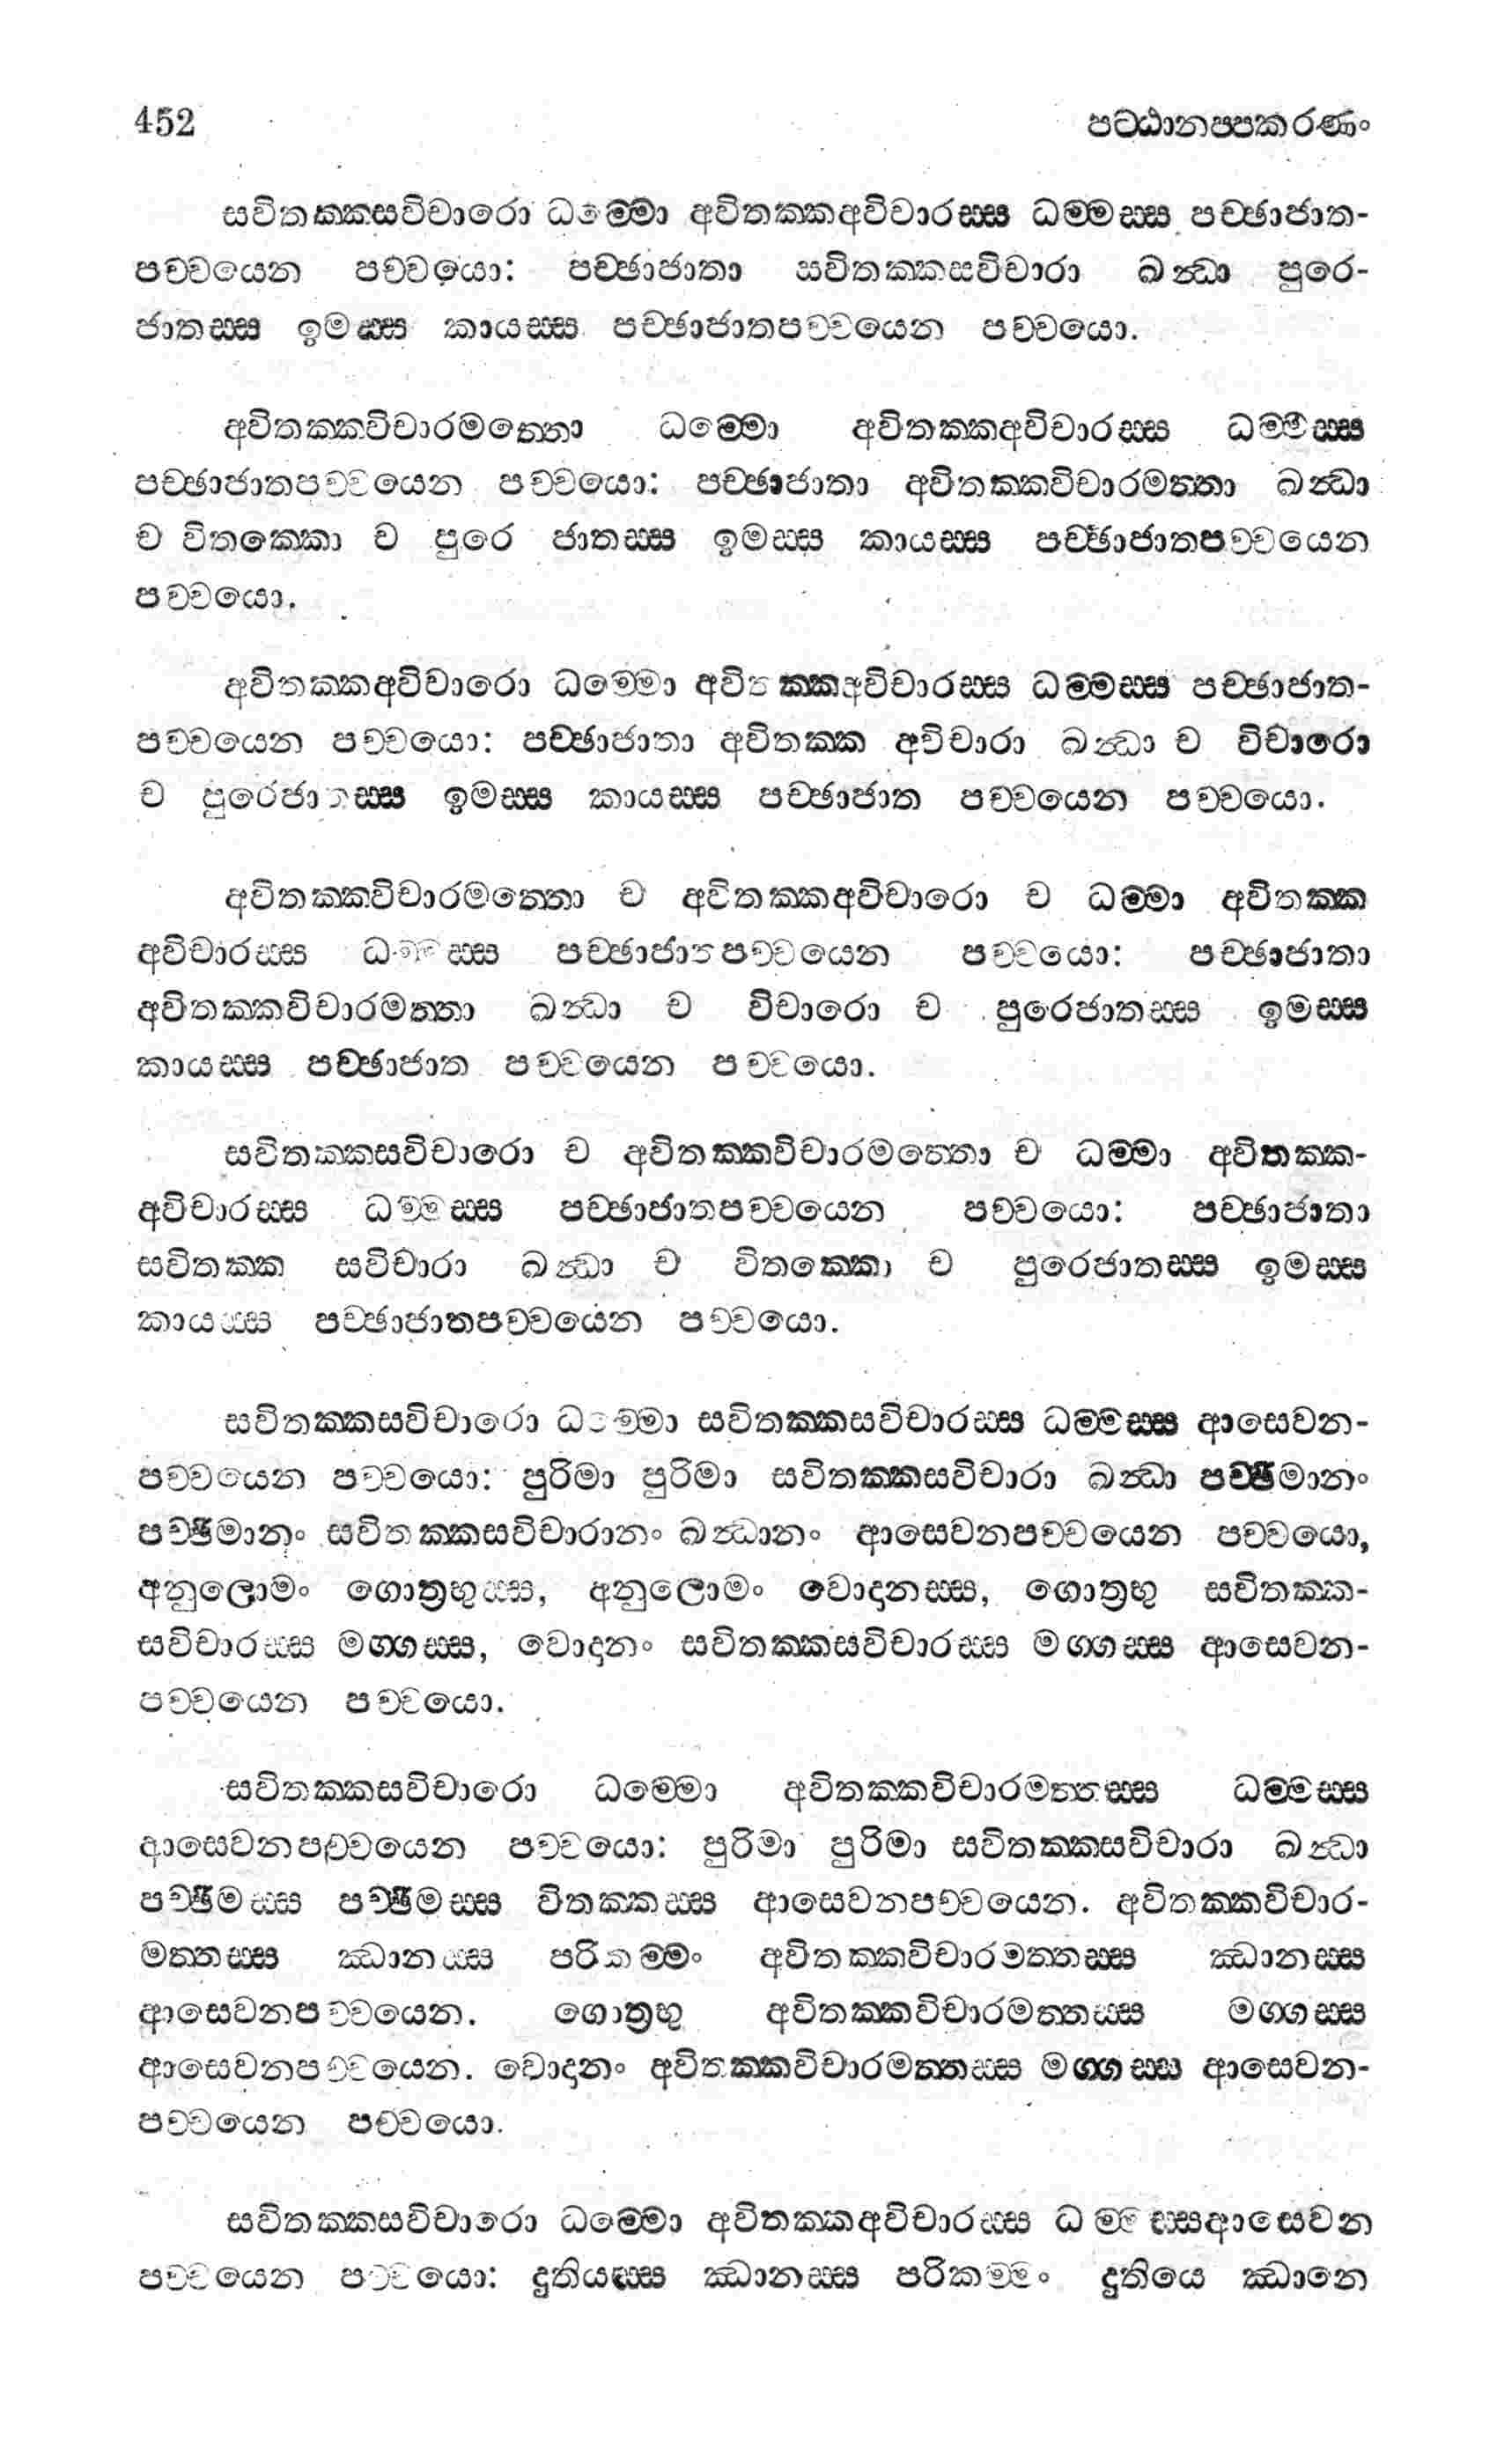 452 පට්ඨානප්පකරණං
සවිතක්කසවිචාරො ධම්මො අවිතක්කඅවිචාරස්ස ධම්මස්ස පච්ඡාජාත-
පච්චයෙන පච්චයො: පච්ඡාජාතා සවිතක්කසවිචාරා ඛන්ධා පුරෙ-
ජාතස්ස ඉමස්ස කායස්ස පච්ඡාජාතපච්චයෙන පච්චයො.
අවිතක්කවිචාරමත්තො ධම්මො අවිතක්කඅවිචාරස්ස ධම්මස්ස
පච්ඡාජාතපච්චයෙන පච්චයො: පච්ඡාජාතා අවිතක්කවිචාරමත්තා ඛන්ධා
ච විතක්කො ච පුරෙ ජාතස්ස ඉමස්ස කායස්ස පච්ඡාජාතපච්චයෙන
පච්චයො.
අවිතක්කඅවිචාරො ධම්මො අවිතක්කඅවිචාරස්ස ධම්මස්ස පච්ඡාජාත-
පච්චයෙන පච්චයො: පච්ඡාජාතා අවිතක්ක අවිචාරා ඛන්ධා ච විචාරො
ච පුරෙජාතස්ස ඉමස්ස කායස්ස පච්ඡාජාත පච්චයෙන පච්චයො.
අවිතක්කවිචාරමත්තො ච අවිතක්කඅවිචාරො ච ධම්මා අවිතක්ක
අවිචාරස්ස ධම්මස්ස පච්ඡාජාතපච්චයෙන පච්චයො: පච්ඡාජාතා
අවිතක්කවිචාරමත්තා ඛන්ධා ච විචාරො ච පුරෙජාතස්ස ඉමස්ස
කායස්ස පච්ඡාජාත පච්චයෙන පච්චයො.
සවිතක්කසවිචාරො ච අවිතක්කවිචාරමත්තො ච ධම්මා අවිතක්ක-
අවිචාරස්ස ධම්මස්ස පච්ඡාජාතපච්චයෙන පච්චයො: පච්ඡාජාතා
සවිතක්ක සවිචාරා ඛන්ධා ච විතක්කො ච පුරෙජාතස්ස ඉමස්ස
කායස්ස පච්ඡාජාතපච්චයෙන පච්චයො.
සවිතක්කසවිචාරො ධම්මො සවිතක්කසවිචාරස්ස ධම්මස්ස ආසෙවන-
පච්චයෙන පච්චයො: පුරිමා පුරිමා සවිතක්කසවිචාරා ඛන්ධා පච්ඡිමානං
පච්ඡිමානං සවිතක්කසවිචාරානං ඛන්ධානං ආසෙවනපච්චයෙන පච්චයො,
අනුලොමං ගොත්‍රභුස්ස, අනුලොමං වොදානස්ස, ගොත්‍රභු සවිතක්ක-
සවිචාරස්ස මග්ගස්ස, වොදානං සවිතක්කසවිචාරස්ස මග්ගස්ස ආසෙවන-
පච්චයෙන පච්චයො.
සවිතක්කසවිචාරො ධම්මො අවිතක්කවිචාරමත්තස්ස ධම්මස්ස
ආසෙවනපච්චයෙන පච්චයො: පුරිමා පුරිමා සවිතක්කසවිචාරා ඛන්ධා
පච්ඡිමස්ස පච්ඡිමස්ස විතක්කස්ස ආසෙවනපච්චයෙන. අවිතක්කවිචාර-
මත්තස්ස ඣානස්ස පරිකම්මං අවිතක්කවිචාරමත්තස්ස ඣානස්ස
ආසෙවනපච්චයෙන. ගොත්‍රභු අවිතක්කවිචාරමත්තස්ස මග්ගස්ස
ආසෙවනපච්චයෙන. වොදානං අවිතක්කවිචාරමත්තස්ස මග්ගස්ස ආසෙවන-
පච්චයෙන පච්චයො.
සවිතක්කසවිචාරො ධම්මො අවිතක්කඅවිචාරස්ස ධම්මස්සආසෙවන
පච්චයෙන පච්චයො: දුතියස්ස ඣානස්ස පරිකම්මං දුතියෙ ඣානෙ